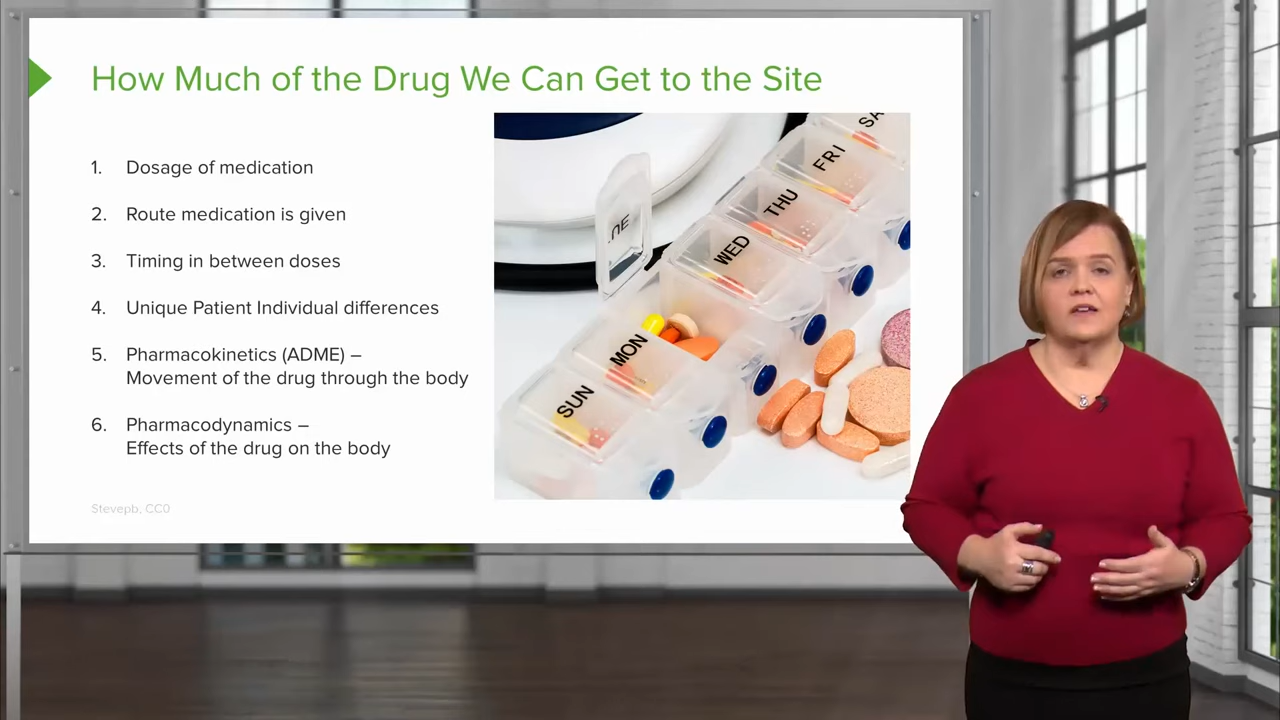 How Much of the Drug We Can Get to the Site
1. Dosage of medication
2. Route medication is given
3. Timing in between doses
4. Unique Patient Individual differences
5. Pharmacokinetics (ADME) –
Movement of the drug through the body
6. Pharmacodynamics –
Effects of the drug on the body
Stevepb, CC0
SUN
MON
WED
THU
FRI